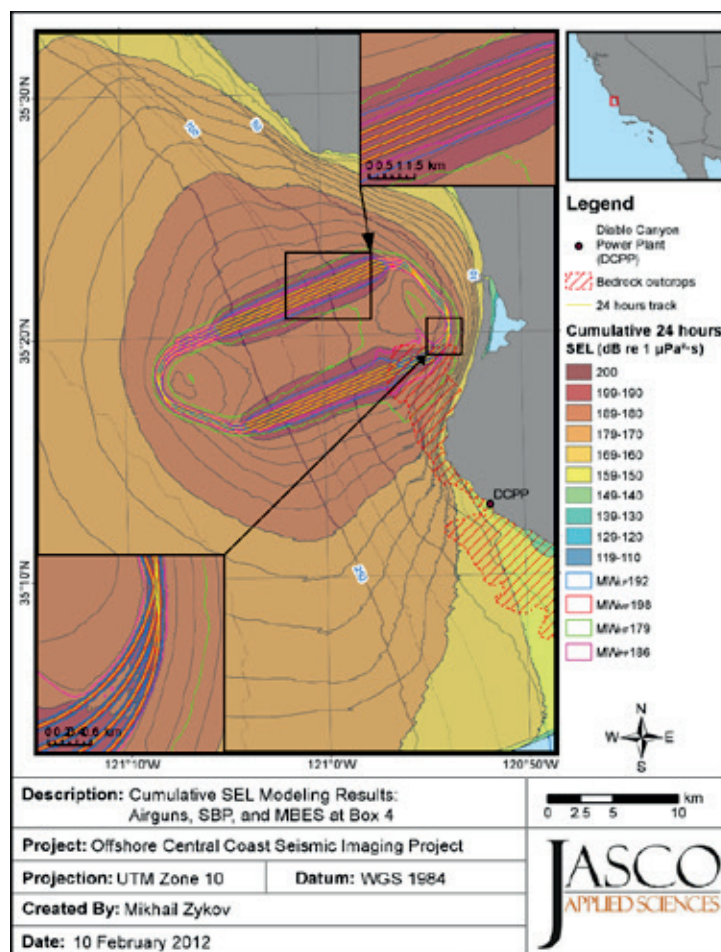 35°30'N
35°20'N
35°10'N
121°10'W
121°0'W
120°50'W
DCPP
Legend
Diablo Canyon
Power Plant
(DCPP)
Bedrock outcrops
24 hours track
Cumulative 24 hours
SEL (dB re 1 µPa²·s)
200
199-190
189-180
179-170
169-160
159-150
149-140
139-130
129-120
119-110
N
W
E
S
Description: Cumulative SEL Modeling Results:
Airguns, SBP, and MBES at Box 4
km
0 2.5 5 10
Project: Offshore Central Coast Seismic Imaging Project
Projection: UTM Zone 10
Datum: WGS 1984
Created By: Mikhail Zykov
Date: 10 February 2012
JASCO
APPLIED SCIENCES